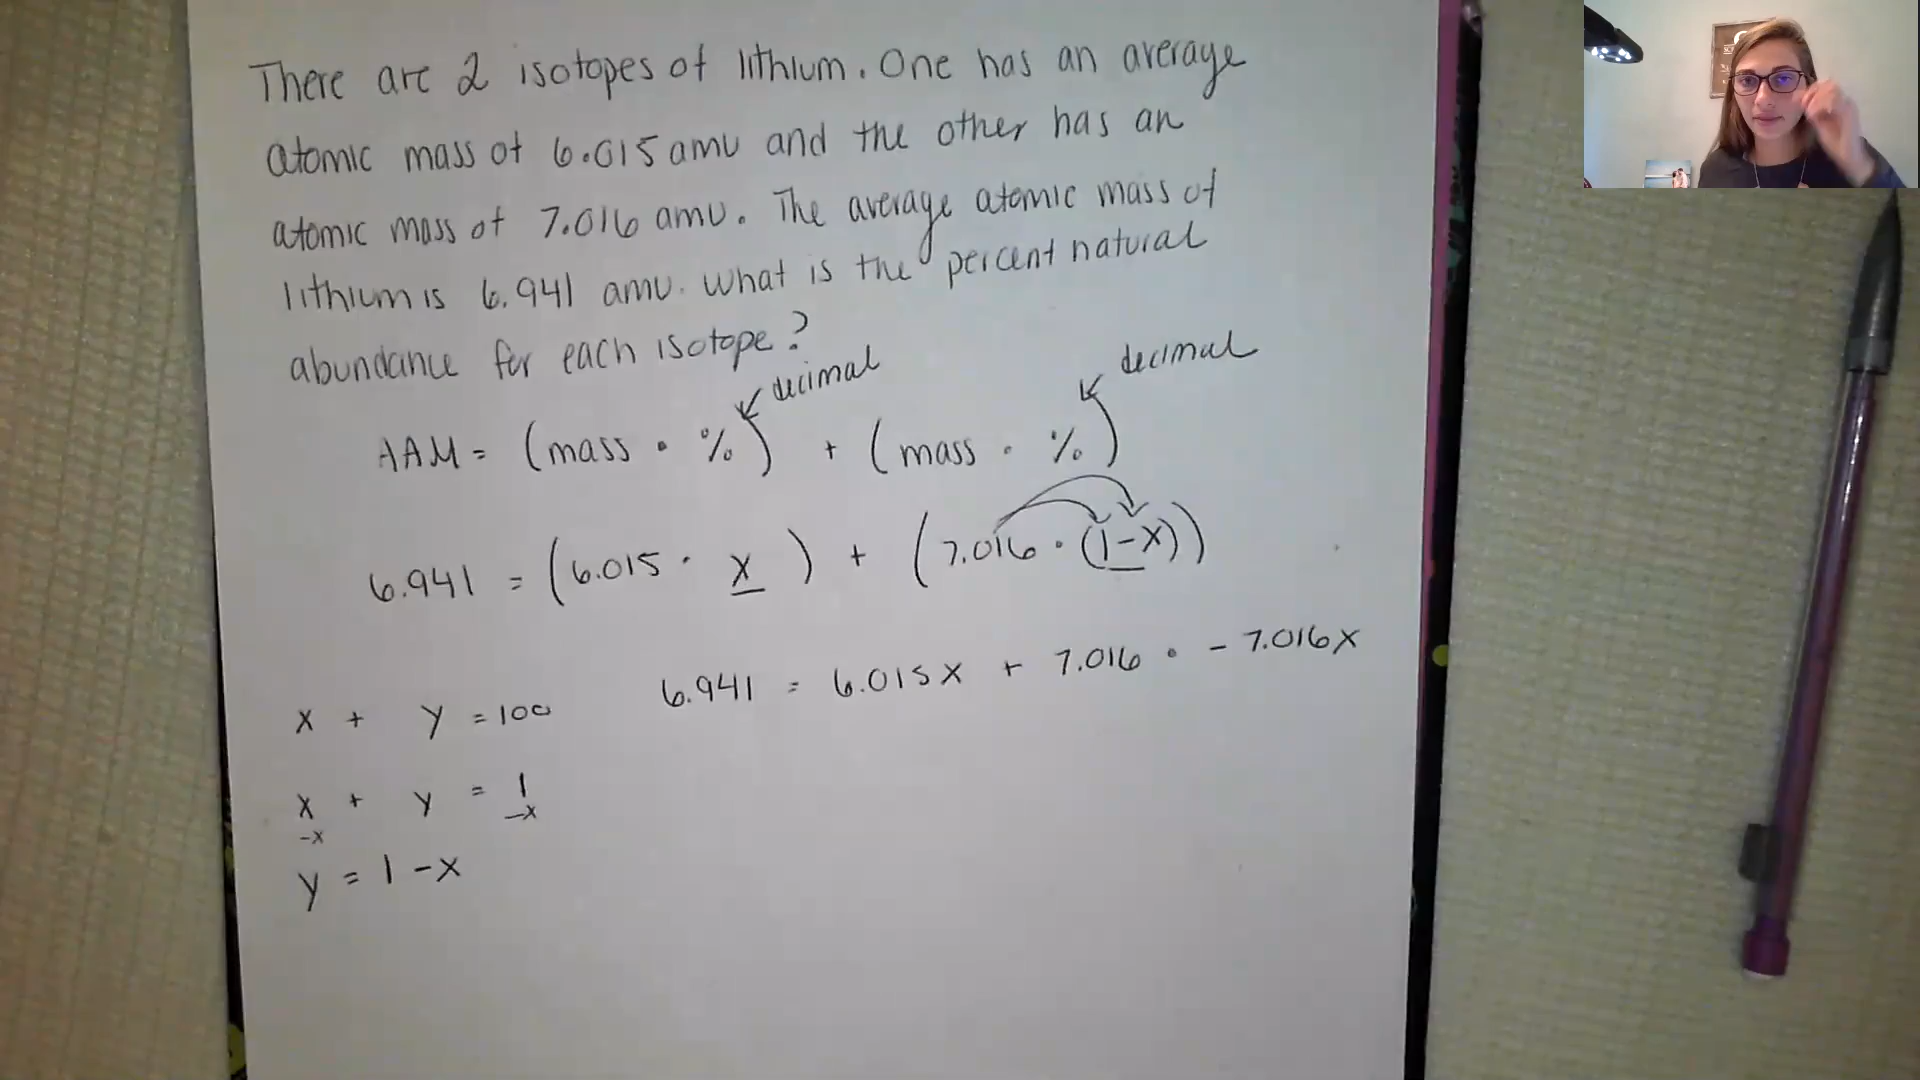 There are 2 isotopes of lithium. One has an average
atomic mass of 6.015 amu and the other has an
atomic mass of 7.016 amu. The average atomic mass of
lithium is 6.941 amu. What is the percent natural
abundance for each isotope?
decimal decimal
AAM = (mass · %) + (mass · %)
6.941 = (6.015 · x) + (7.016 · (1-x))
6.941 = 6.015x + 7.016 · - 7.016x
x + y = 100
x + y = 1
-x -x
y = 1 - x